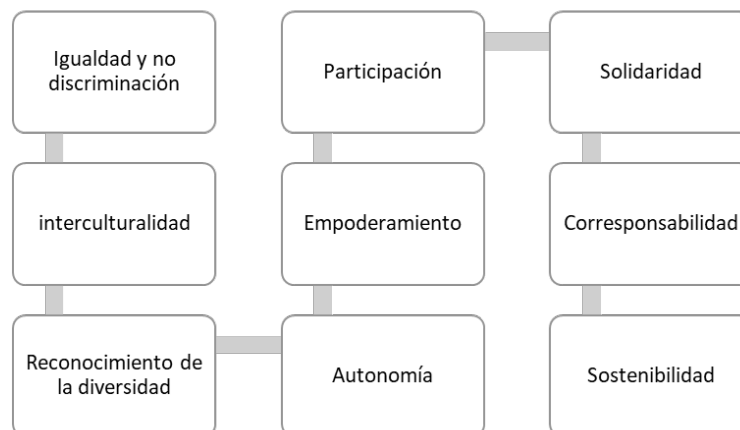 Igualdad y no
discriminación
interculturalidad
Reconocimiento de
la diversidad
Autonomía
Empoderamiento
Participación
Solidaridad
Corresponsabilidad
Sostenibilidad